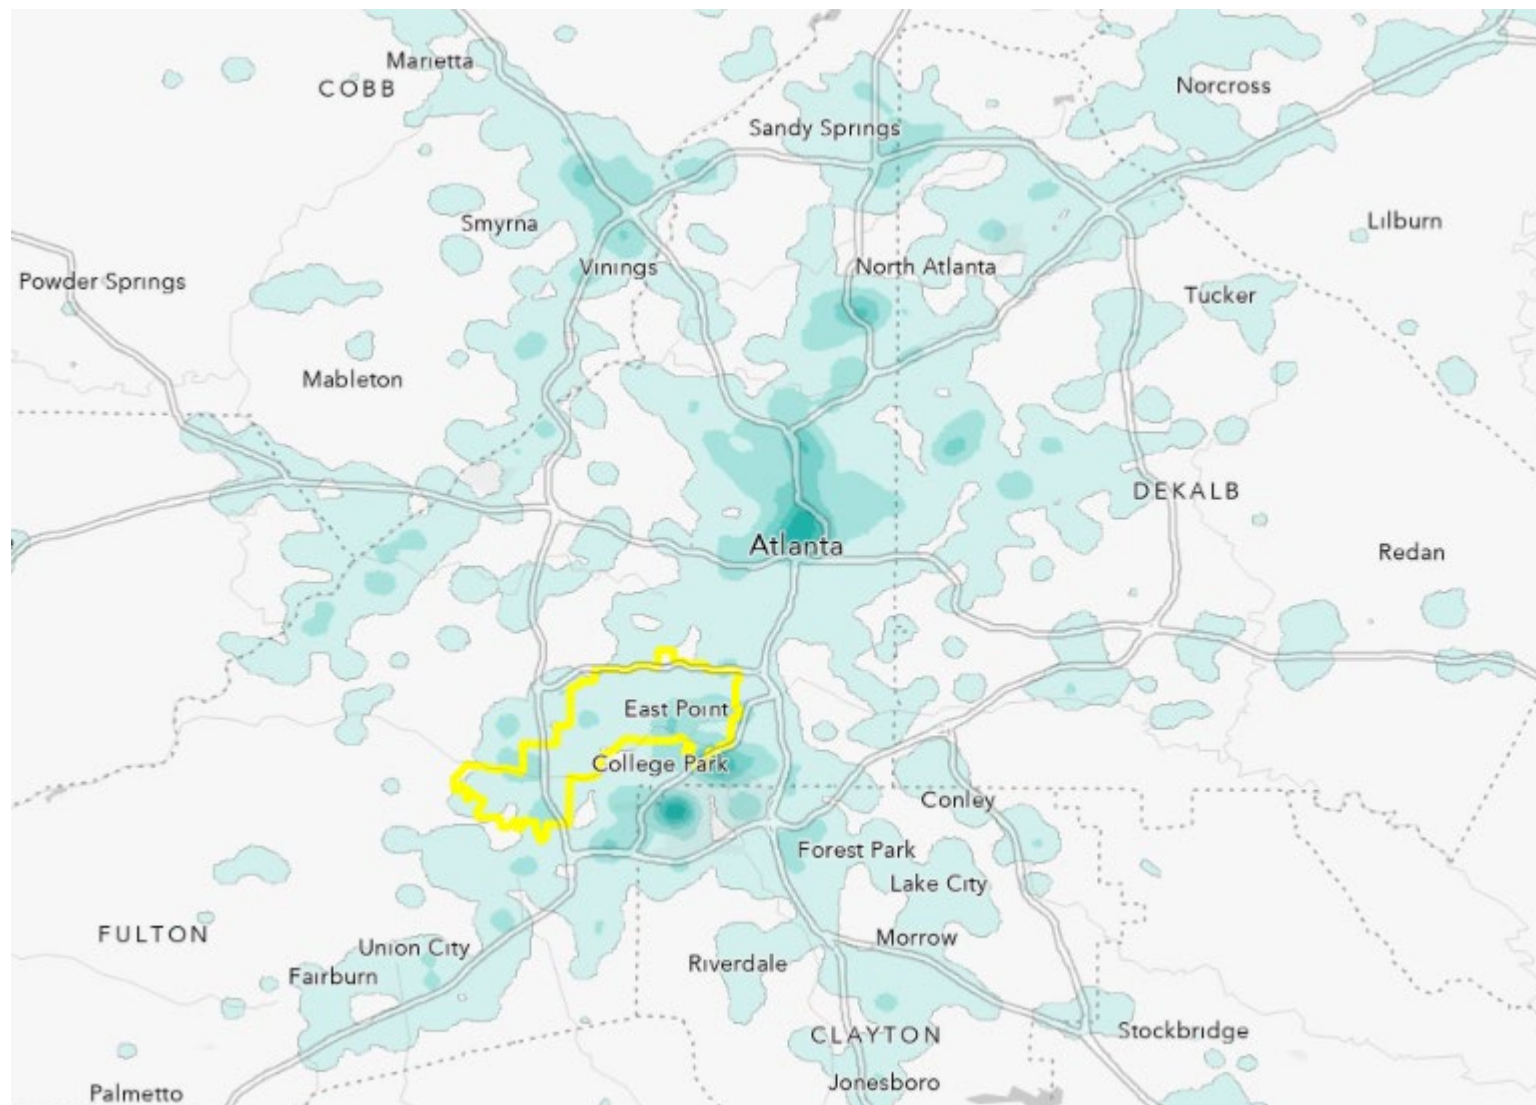 Marietta
COBB
Norcross
Sandy Springs
Smyrna
Lilburn
Vinings
North Atlanta
Powder Springs
Tucker
Mableton
DEKALB
Atlanta
Redan
East Point
College Park
Conley
Forest Park
Lake City
FULTON
Union City
Morrow
Riverdale
Fairburn
CLAYTON
Stockbridge
Jonesboro
Palmetto